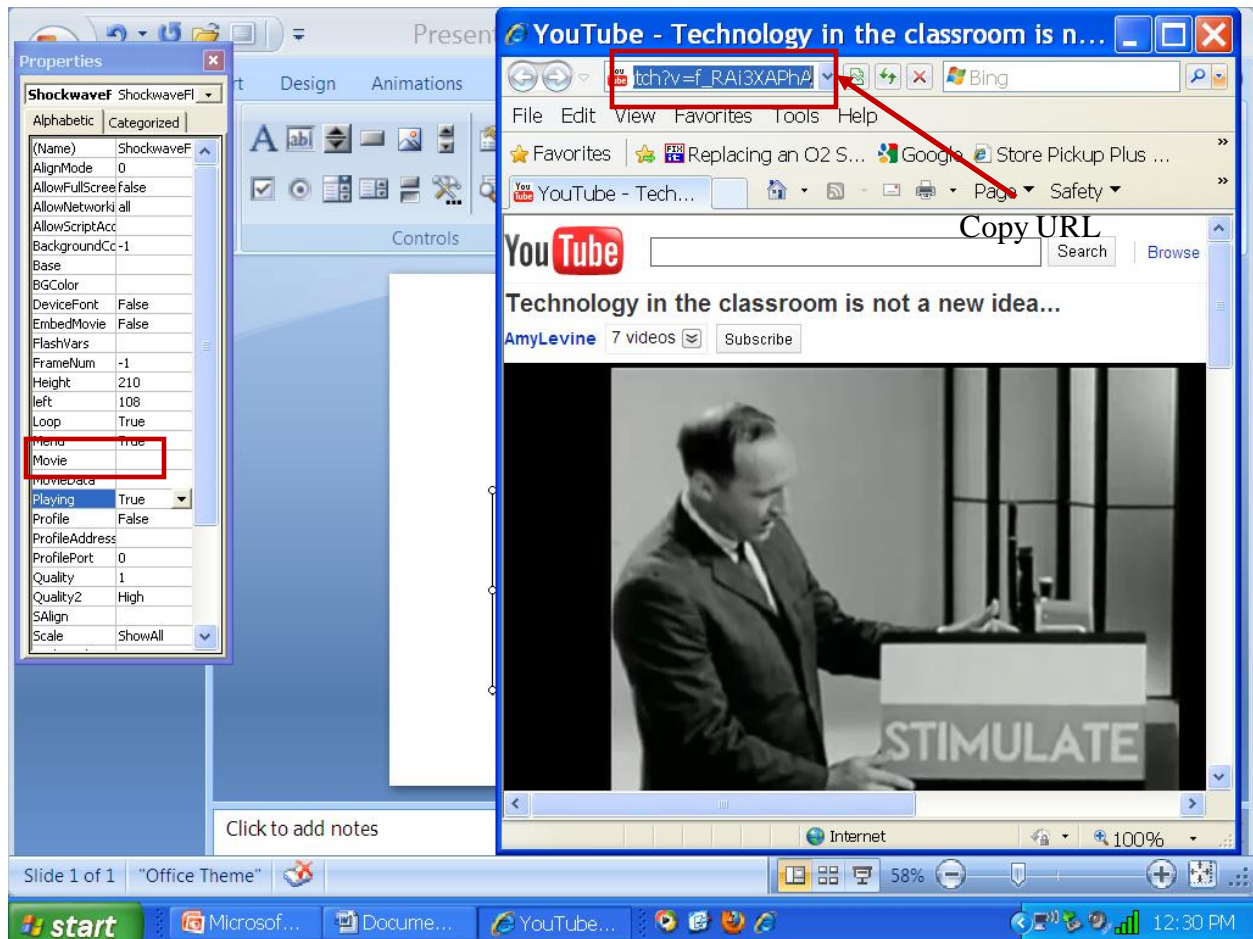 Presen
Properties
ShockwaveF ShockwaveFl
Alphabetic Categorized
(Name) ShockwaveF
AlignMode 0
AllowFullScree false
AllowNetworki all
AllowScriptAcc
BackgroundCc -1
Base
BGColor
DeviceFont False
EmbedMovie False
FlashVars
FrameNum -1
Height 210
left 108
Loop True
Menu True
Movie
MovieData
Playing True
Profile False
ProfileAddress
ProfilePort 0
Quality 1
Quality2 High
SAlign
Scale ShowAll
rt Design Animations
A abl
Controls
Click to add notes
YouTube - Technology in the classroom is n...
tch?v=f_RAi3XAPhA
Bing
File Edit View Favorites Tools Help
Favorites Replacing an O2 S... Google Store Pickup Plus ...
YouTube - Tech... Page Safety
Copy URL
You Tube Search Browse
Technology in the classroom is not a new idea...
AmyLevine 7 videos Subscribe
STIMULATE
Internet 100%
Slide 1 of 1 "Office Theme" 58%
start Microsof... Docume... YouTube... 12:30 PM